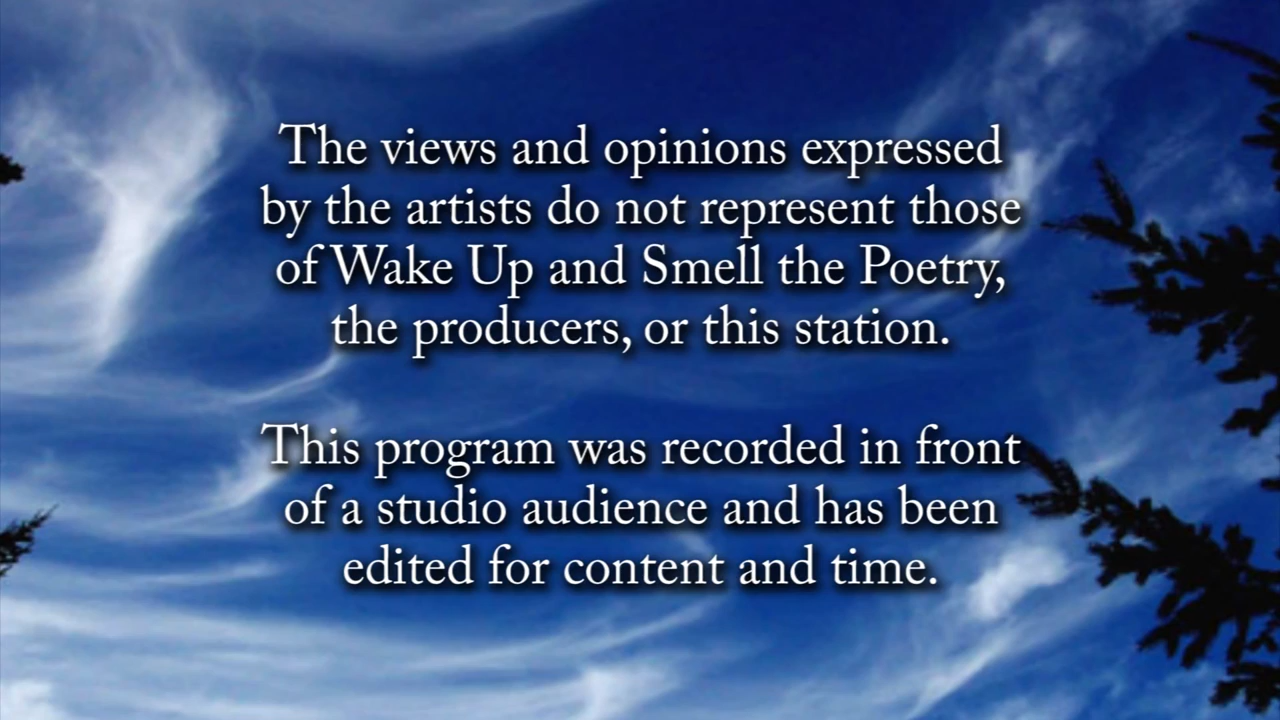 The views and opinions expressed
by the artists do not represent those
of Wake Up and Smell the Poetry,
the producers, or this station.
This program was recorded in front
of a studio audience and has been
edited for content and time.